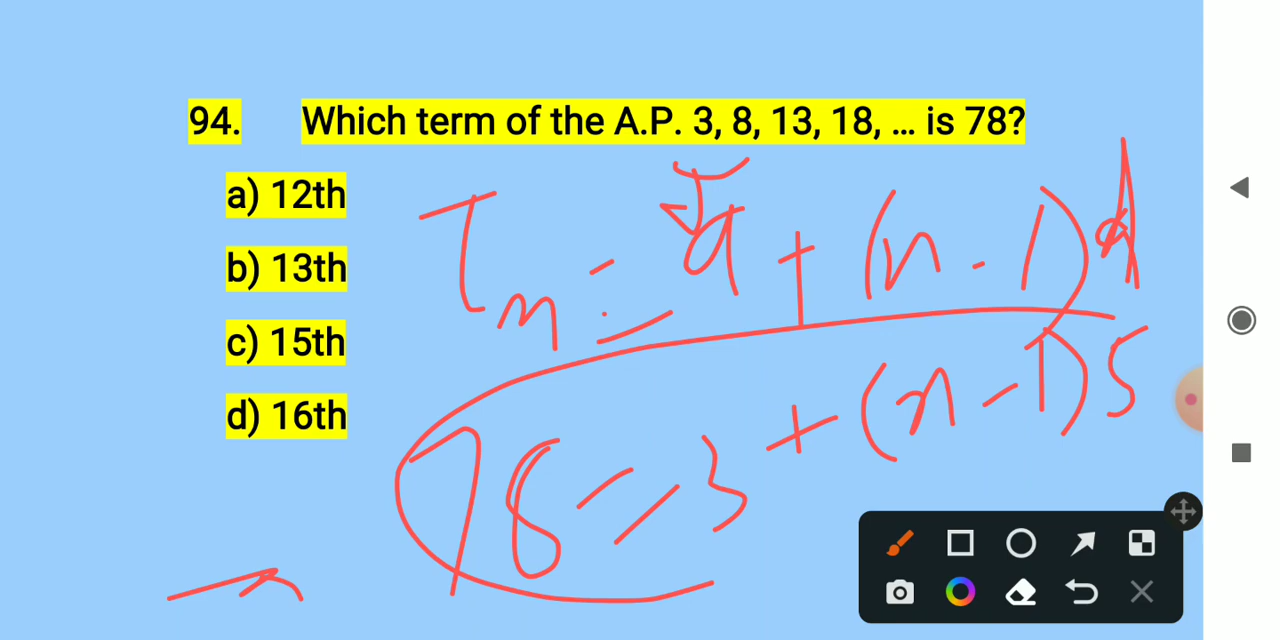 94. Which term of the A.P. 3, 8, 13, 18, ... is 78?
a) 12th
b) 13th
c) 15th
d) 16th
Tn = a + (n - 1) d
78 = 3 + (n - 1) 5